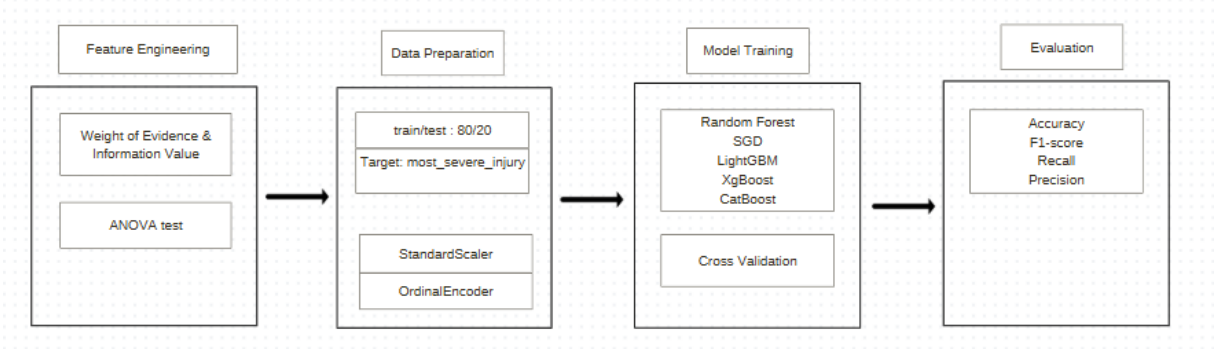 Feature Engineering
Weight of Evidence &
Information Value
ANOVA test
Data Preparation
train/test : 80/20
Target: most_severe_injury
StandardScaler
OrdinalEncoder
Model Training
Random Forest
SGD
LightGBM
XgBoost
CatBoost
Cross Validation
Evaluation
Accuracy
F1-score
Recall
Precision